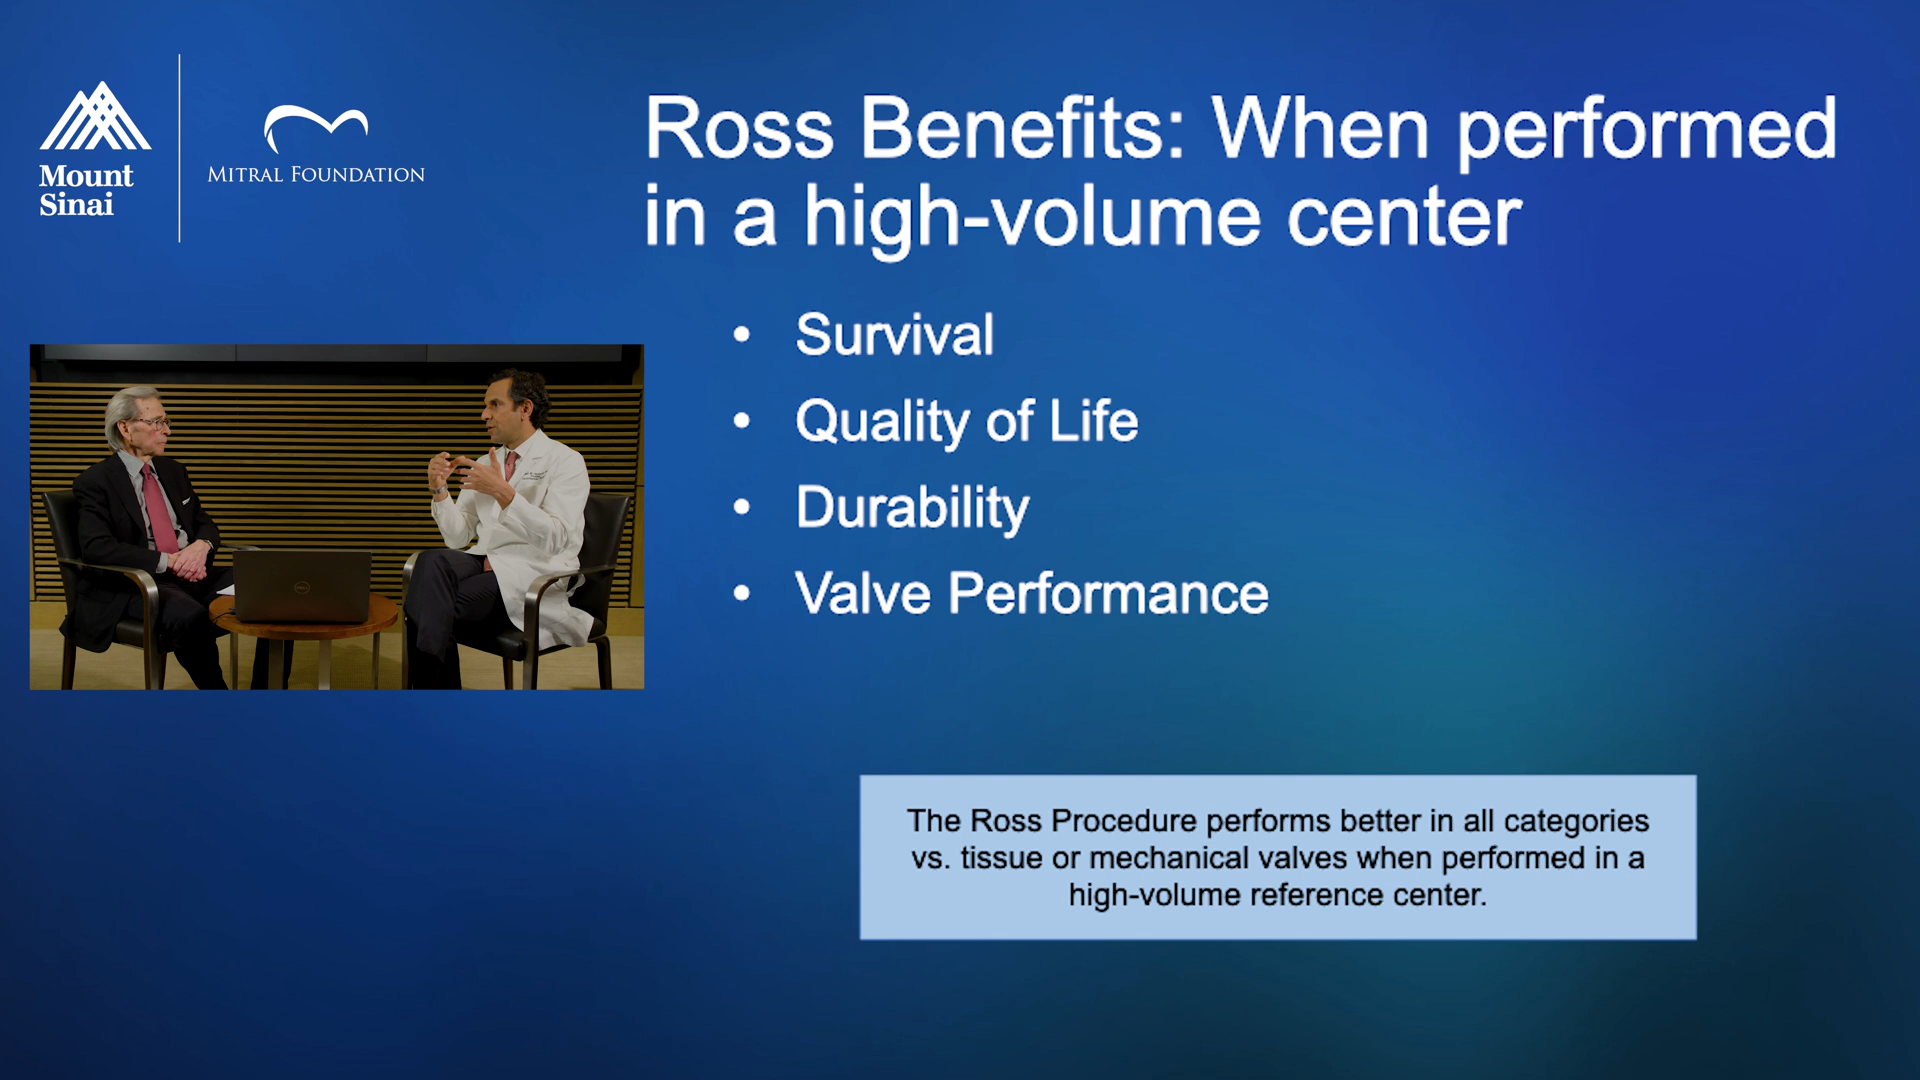 Mount
Sinai
MITRAL FOUNDATION
Ross Benefits: When performed
in a high-volume center
• Survival
• Quality of Life
• Durability
• Valve Performance
The Ross Procedure performs better in all categories
vs. tissue or mechanical valves when performed in a
high-volume reference center.
DELL